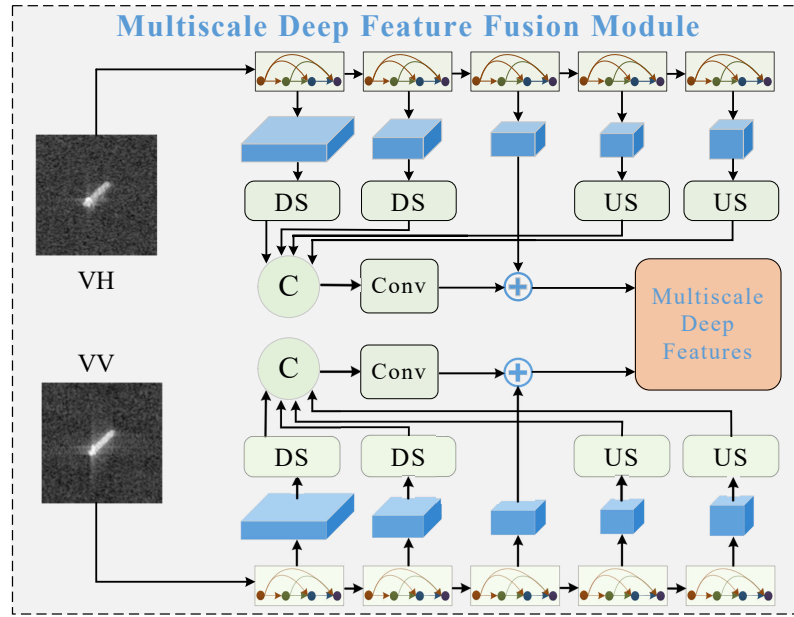 Multiscale Deep Feature Fusion Module
DS
DS
US
US
VH
C
Conv
Multiscale
Deep
Features
VV
C
Conv
DS
DS
US
US